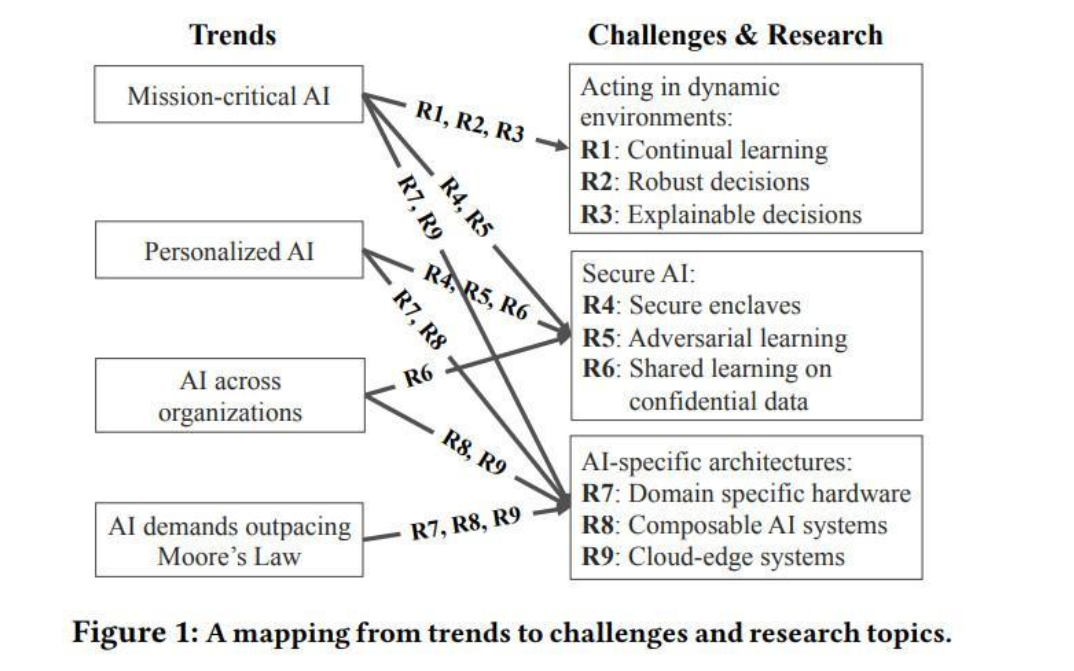 Trends
Challenges & Research
Mission-critical AI
Personalized AI
AI across
organizations
AI demands outpacing
Moore’s Law
R1, R2, R3
R4, R5
R7, R9
R4, R5, R6
R7, R8
R6
R8, R9
R7, R8, R9
Acting in dynamic
environments:
R1: Continual learning
R2: Robust decisions
R3: Explainable decisions
Secure AI:
R4: Secure enclaves
R5: Adversarial learning
R6: Shared learning on
confidential data
AI-specific architectures:
R7: Domain specific hardware
R8: Composable AI systems
R9: Cloud-edge systems
Figure 1: A mapping from trends to challenges and research topics.